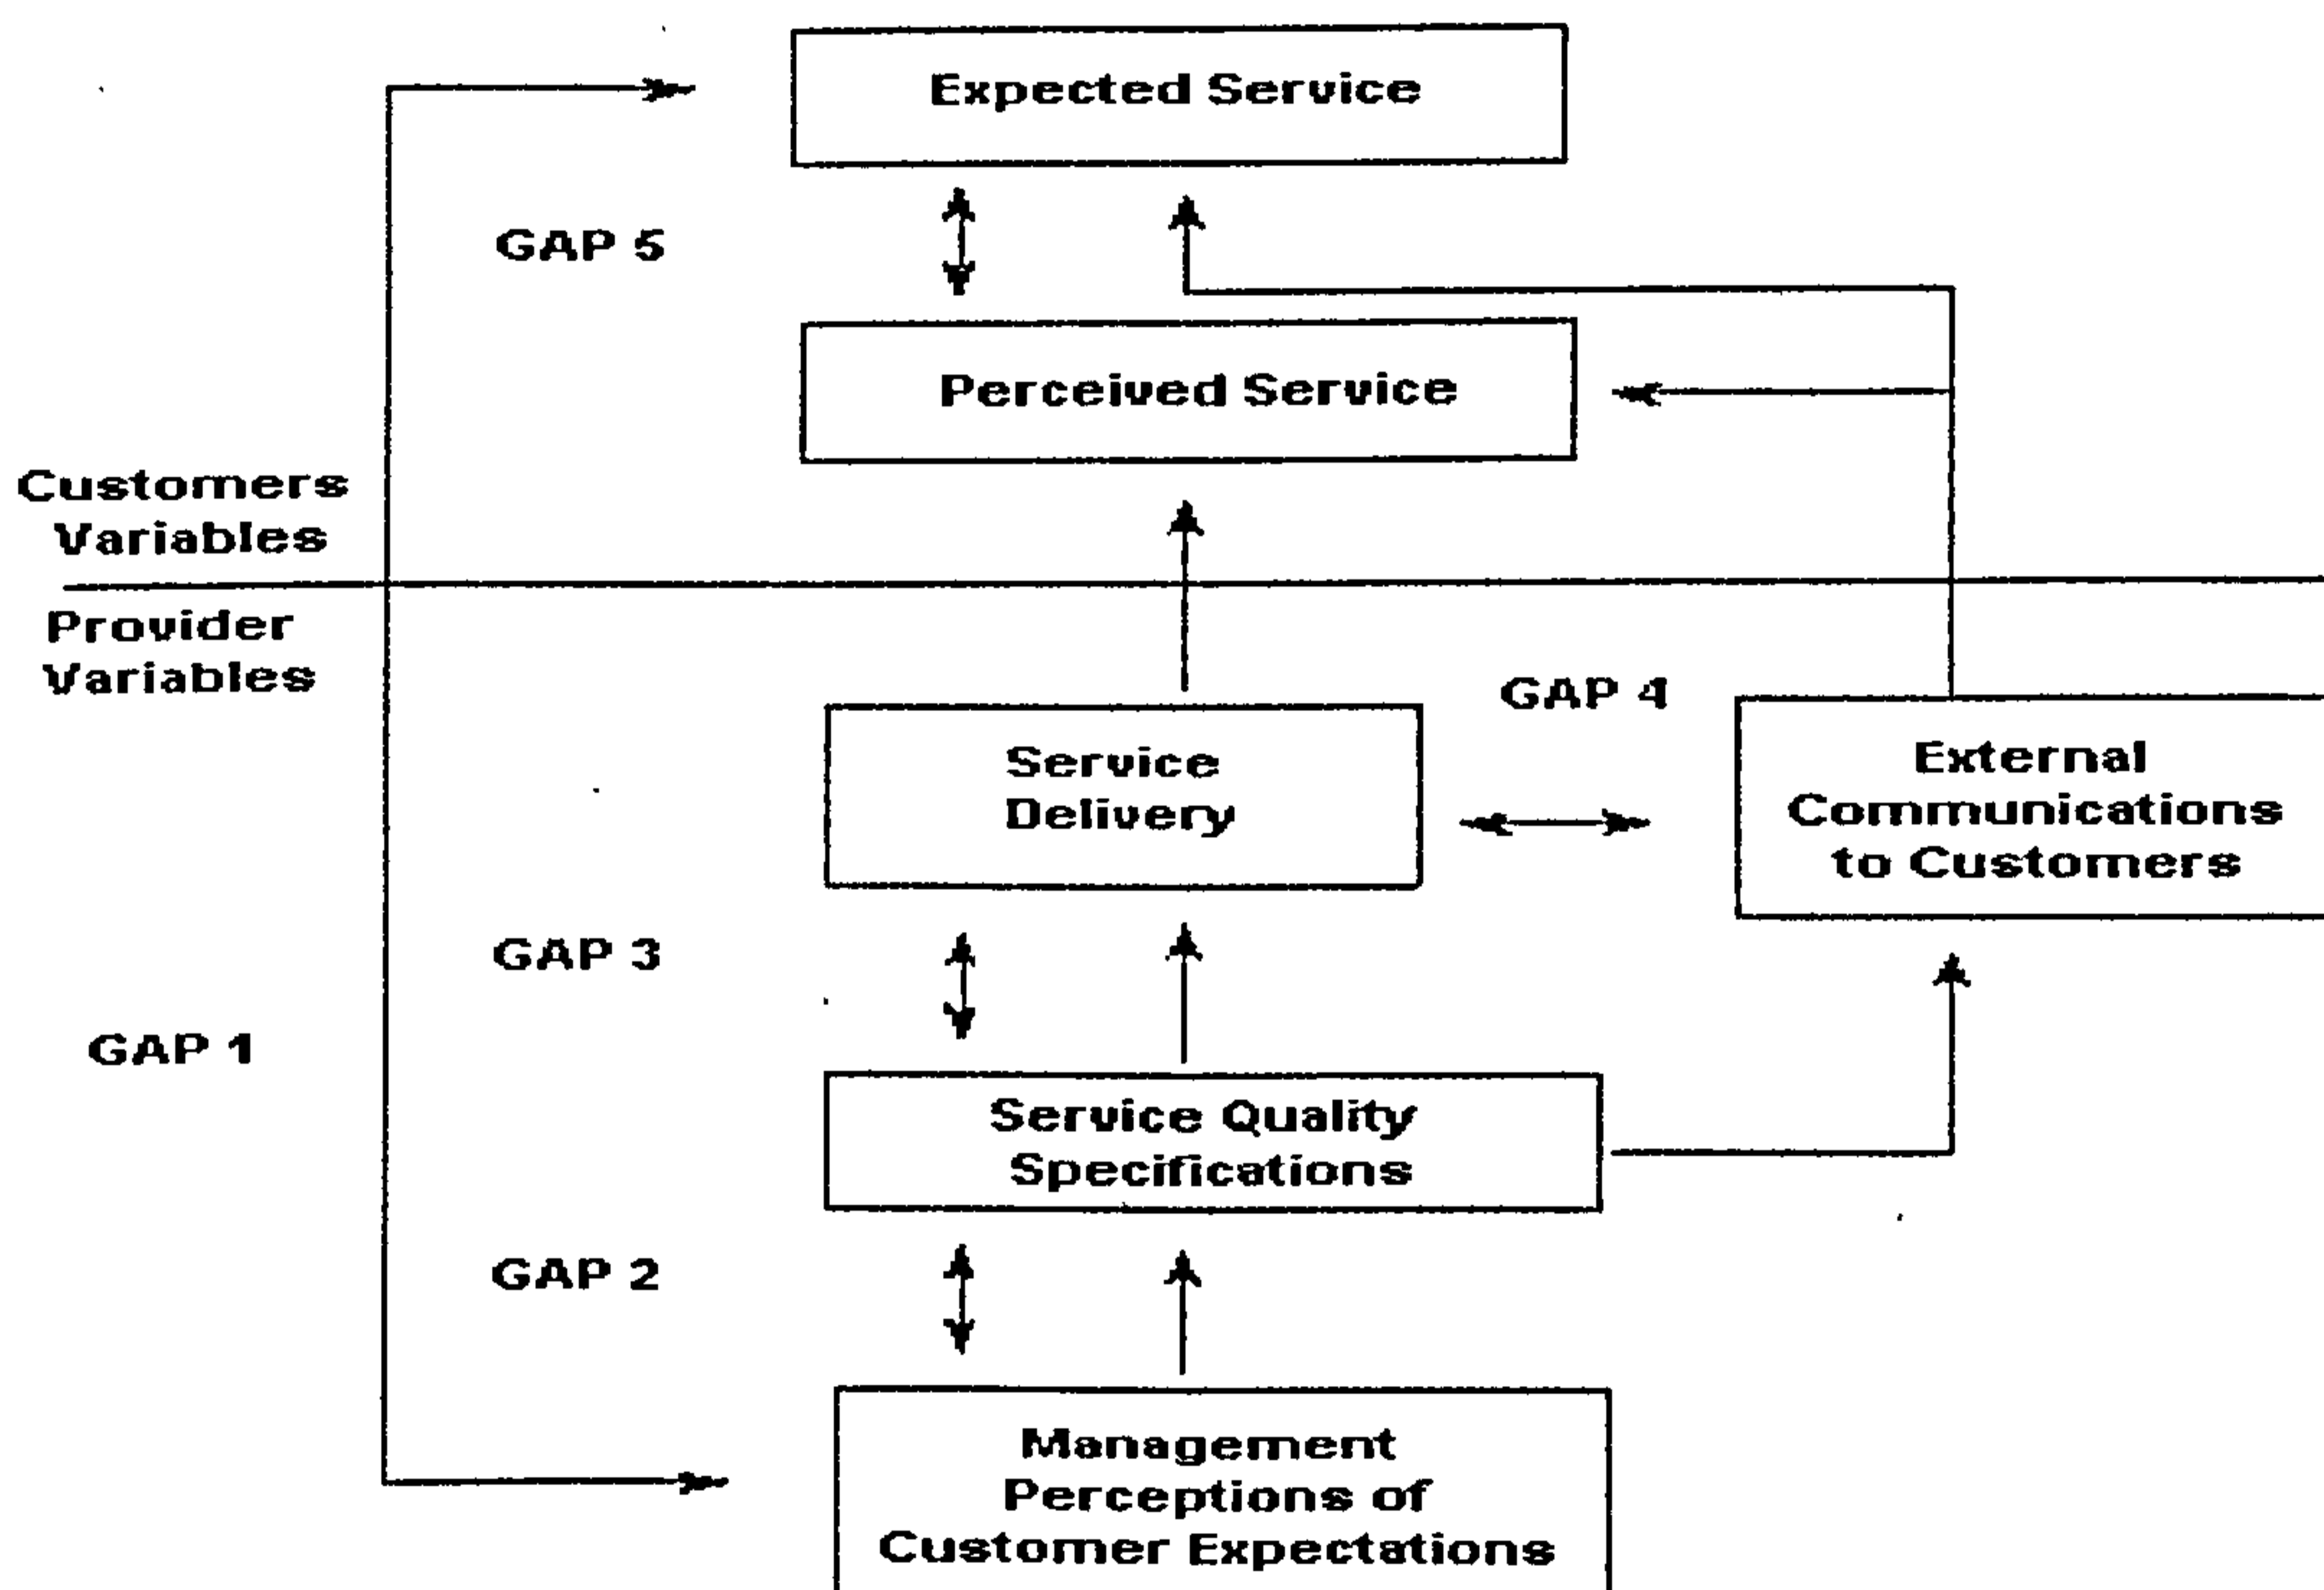 Expected Service
GAP 5
Perceived Service
Customers
Variables
Provider
Variables
GAP 4
Service
Delivery
External
Communications
to Customers
GAP 3
GAP 1
Service Quality
Specifications
GAP 2
Management
Perceptions of
Customer Expectations